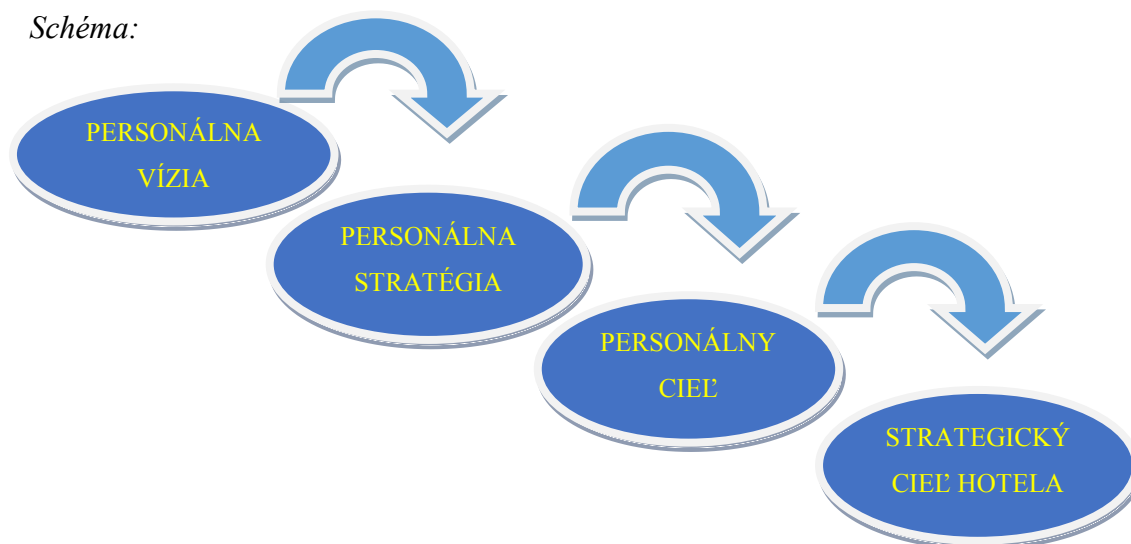 Schéma:
PERSONÁLNA
VÍZIA
PERSONÁLNA
STRATÉGIA
PERSONÁLNY
CIEĽ
STRATEGICKÝ
CIEĽ HOTELA